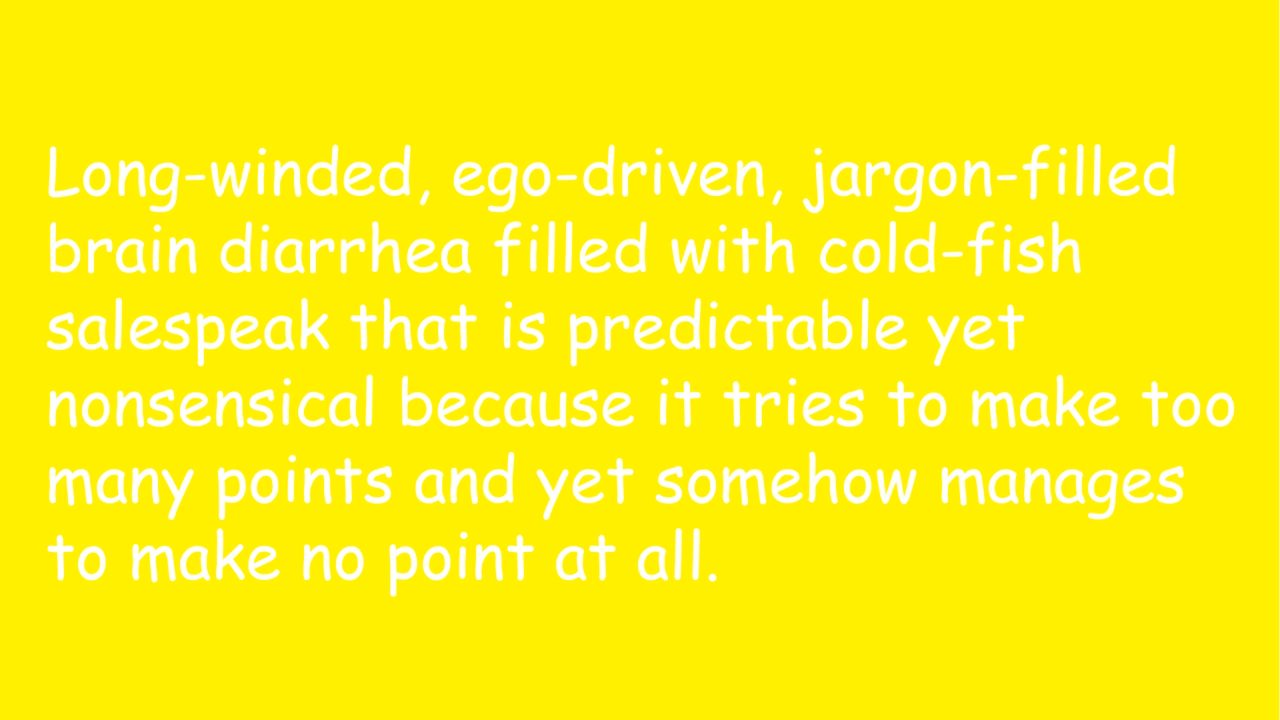 Long-winded, ego-driven, jargon-filled
brain diarrhea filled with cold-fish
salespeak that is predictable yet
nonsensical because it tries to make too
many points and yet somehow manages
to make no point at all.